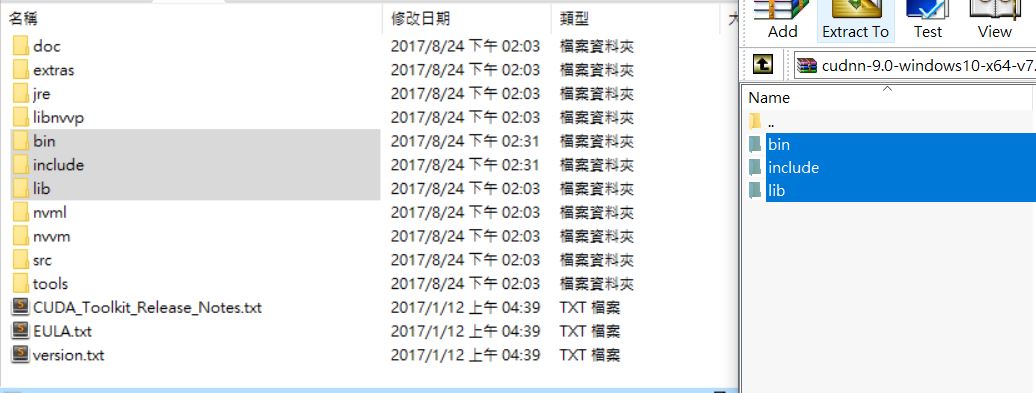 名稱 修改日期 類型
doc 2017/8/24 下午 02:03 檔案資料夾
extras 2017/8/24 下午 02:03 檔案資料夾
jre 2017/8/24 下午 02:03 檔案資料夾
libnvvp 2017/8/24 下午 02:03 檔案資料夾
bin 2017/8/24 下午 02:31 檔案資料夾
include 2017/8/24 下午 02:31 檔案資料夾
lib 2017/8/24 下午 02:03 檔案資料夾
nvml 2017/8/24 下午 02:03 檔案資料夾
nvvm 2017/8/24 下午 02:03 檔案資料夾
src 2017/8/24 下午 02:03 檔案資料夾
tools 2017/8/24 下午 02:03 檔案資料夾
CUDA_Toolkit_Release_Notes.txt 2017/1/12 上午 04:39 TXT 檔案
EULA.txt 2017/1/12 上午 04:39 TXT 檔案
version.txt 2017/1/12 上午 04:39 TXT 檔案
Add Extract To Test View
cudnn-9.0-windows10-x64-v7.
Name
..
bin
include
lib